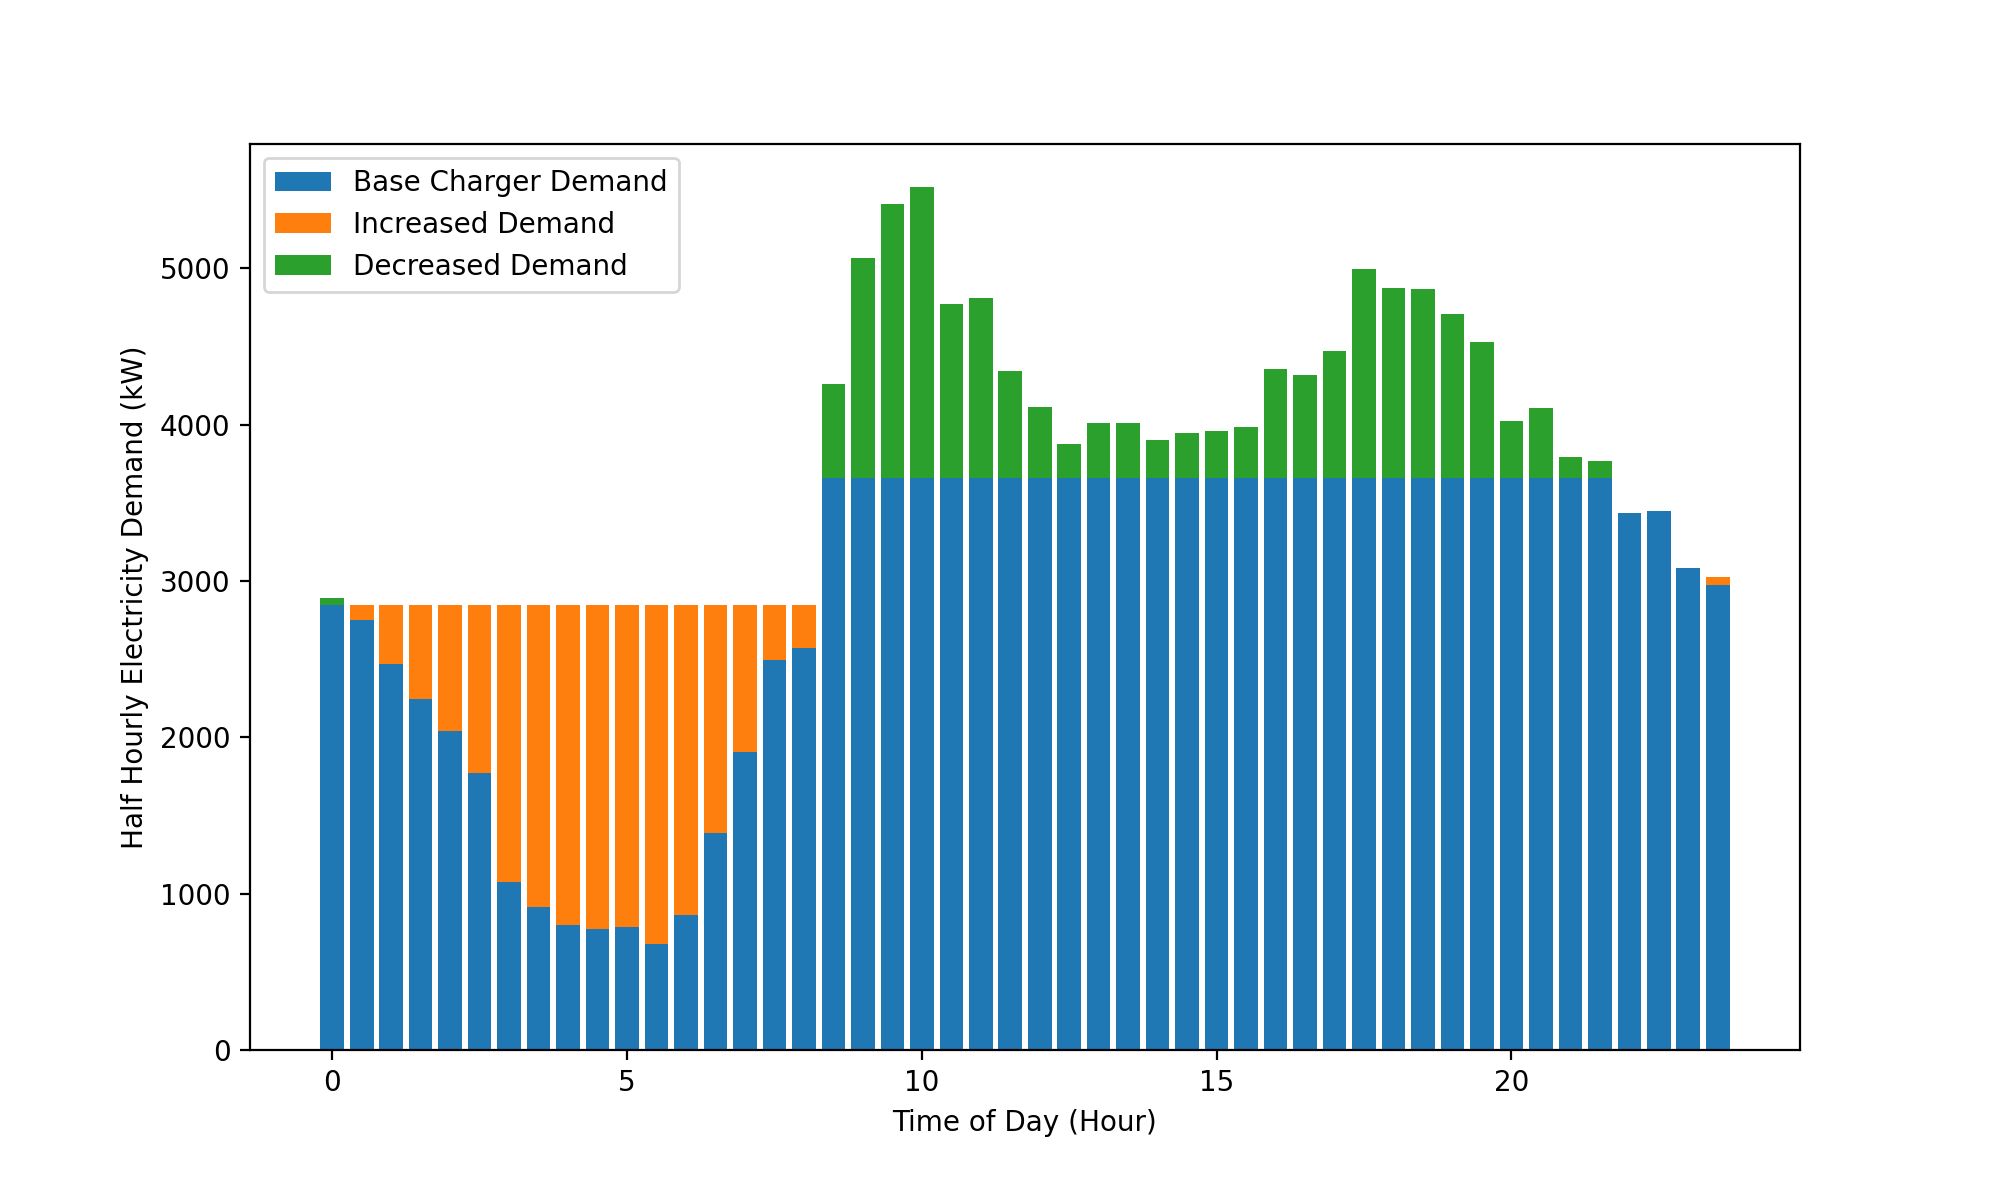 Base Charger Demand
Increased Demand
Decreased Demand
Half Hourly Electricity Demand (kW)
5000
4000
3000
2000
1000
0
0 5 10 15 20
Time of Day (Hour)